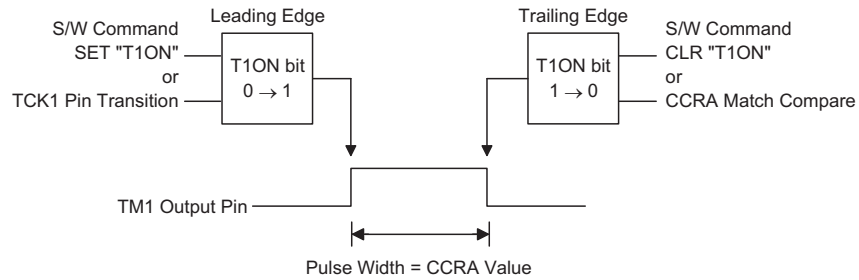 Leading Edge
S/W Command
SET "T1ON"
or
TCK1 Pin Transition
T1ON bit
0 → 1
Trailing Edge
T1ON bit
1 → 0
S/W Command
CLR "T1ON"
or
CCRA Match Compare
TM1 Output Pin
Pulse Width = CCRA Value